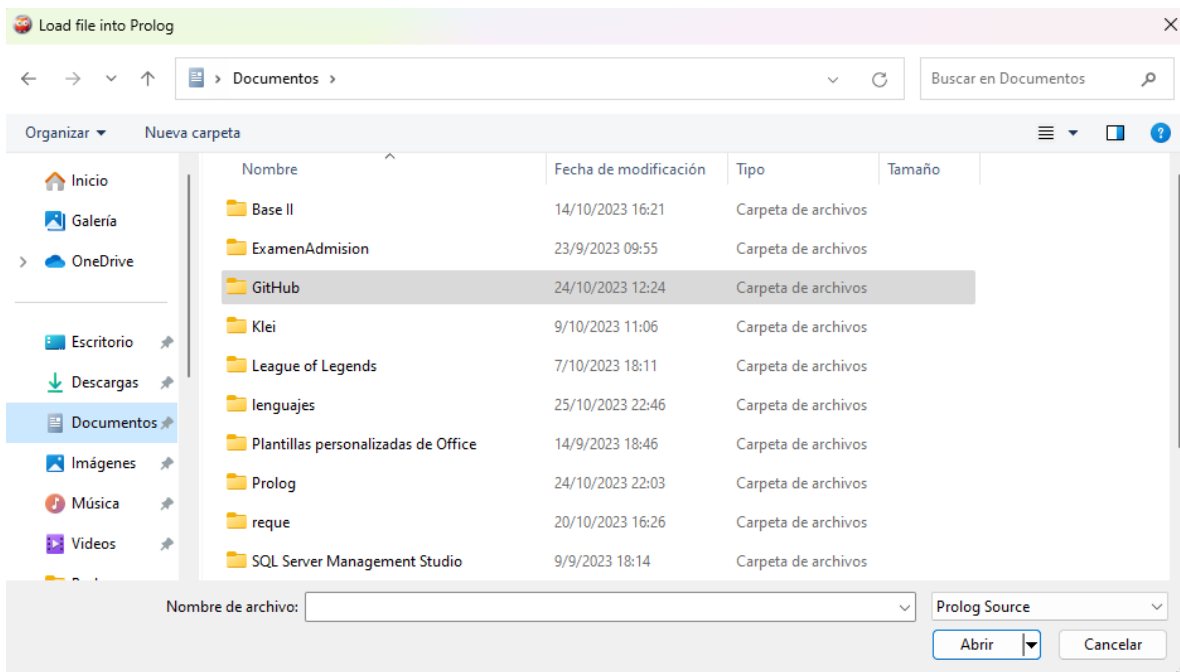 Load file into Prolog
Documentos
Buscar en Documentos
Organizar
Nueva carpeta
Nombre Fecha de modificación Tipo Tamaño
Inicio
Galería
OneDrive
Escritorio
Descargas
Documentos
Imágenes
Música
Videos
Base II 14/10/2023 16:21 Carpeta de archivos
ExamenAdmision 23/9/2023 09:55 Carpeta de archivos
GitHub 24/10/2023 12:24 Carpeta de archivos
Klei 9/10/2023 11:06 Carpeta de archivos
League of Legends 7/10/2023 18:11 Carpeta de archivos
lenguajes 25/10/2023 22:46 Carpeta de archivos
Plantillas personalizadas de Office 14/9/2023 18:46 Carpeta de archivos
Prolog 24/10/2023 22:03 Carpeta de archivos
reque 20/10/2023 16:26 Carpeta de archivos
SQL Server Management Studio 9/9/2023 18:14 Carpeta de archivos
Nombre de archivo:
Prolog Source
Abrir
Cancelar